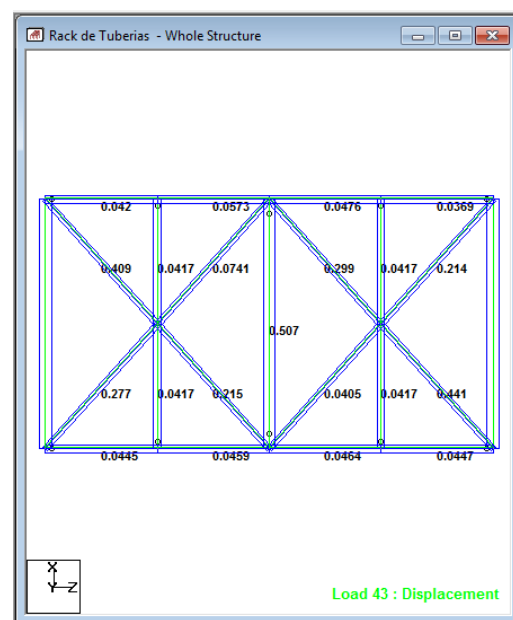 Rack de Tuberias - Whole Structure
0.042 0.0573 0.0476 0.0369
0.409 0.0417 0.0741 0.299 0.0417 0.214
0.507
0.277 0.0417 0.215 0.0405 0.0417 0.441
0.0445 0.0459 0.0464 0.0447
X
Y Z
Load 43 : Displacement